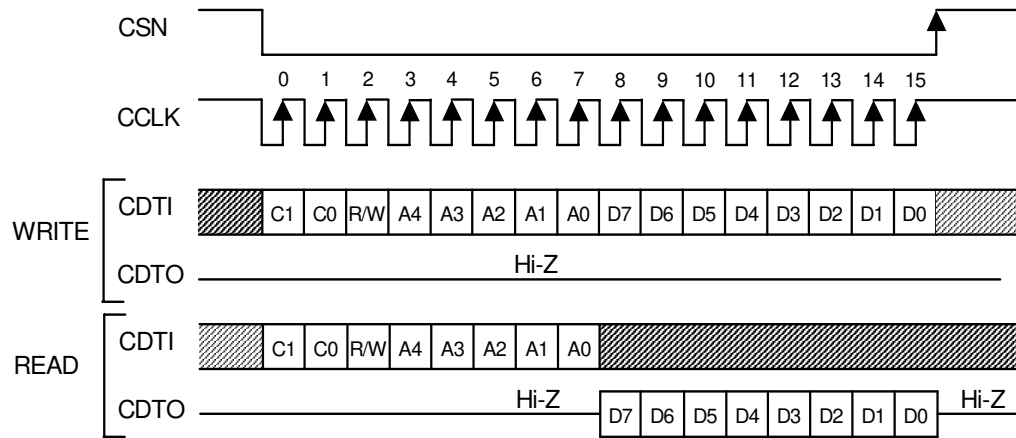 CSN
0 1 2 3 4 5 6 7 8 9 10 11 12 13 14 15
CCLK
WRITE
CDTI C1 C0 R/W A4 A3 A2 A1 A0 D7 D6 D5 D4 D3 D2 D1 D0
CDTO Hi-Z
READ
CDTI C1 C0 R/W A4 A3 A2 A1 A0
CDTO Hi-Z D7 D6 D5 D4 D3 D2 D1 D0 Hi-Z